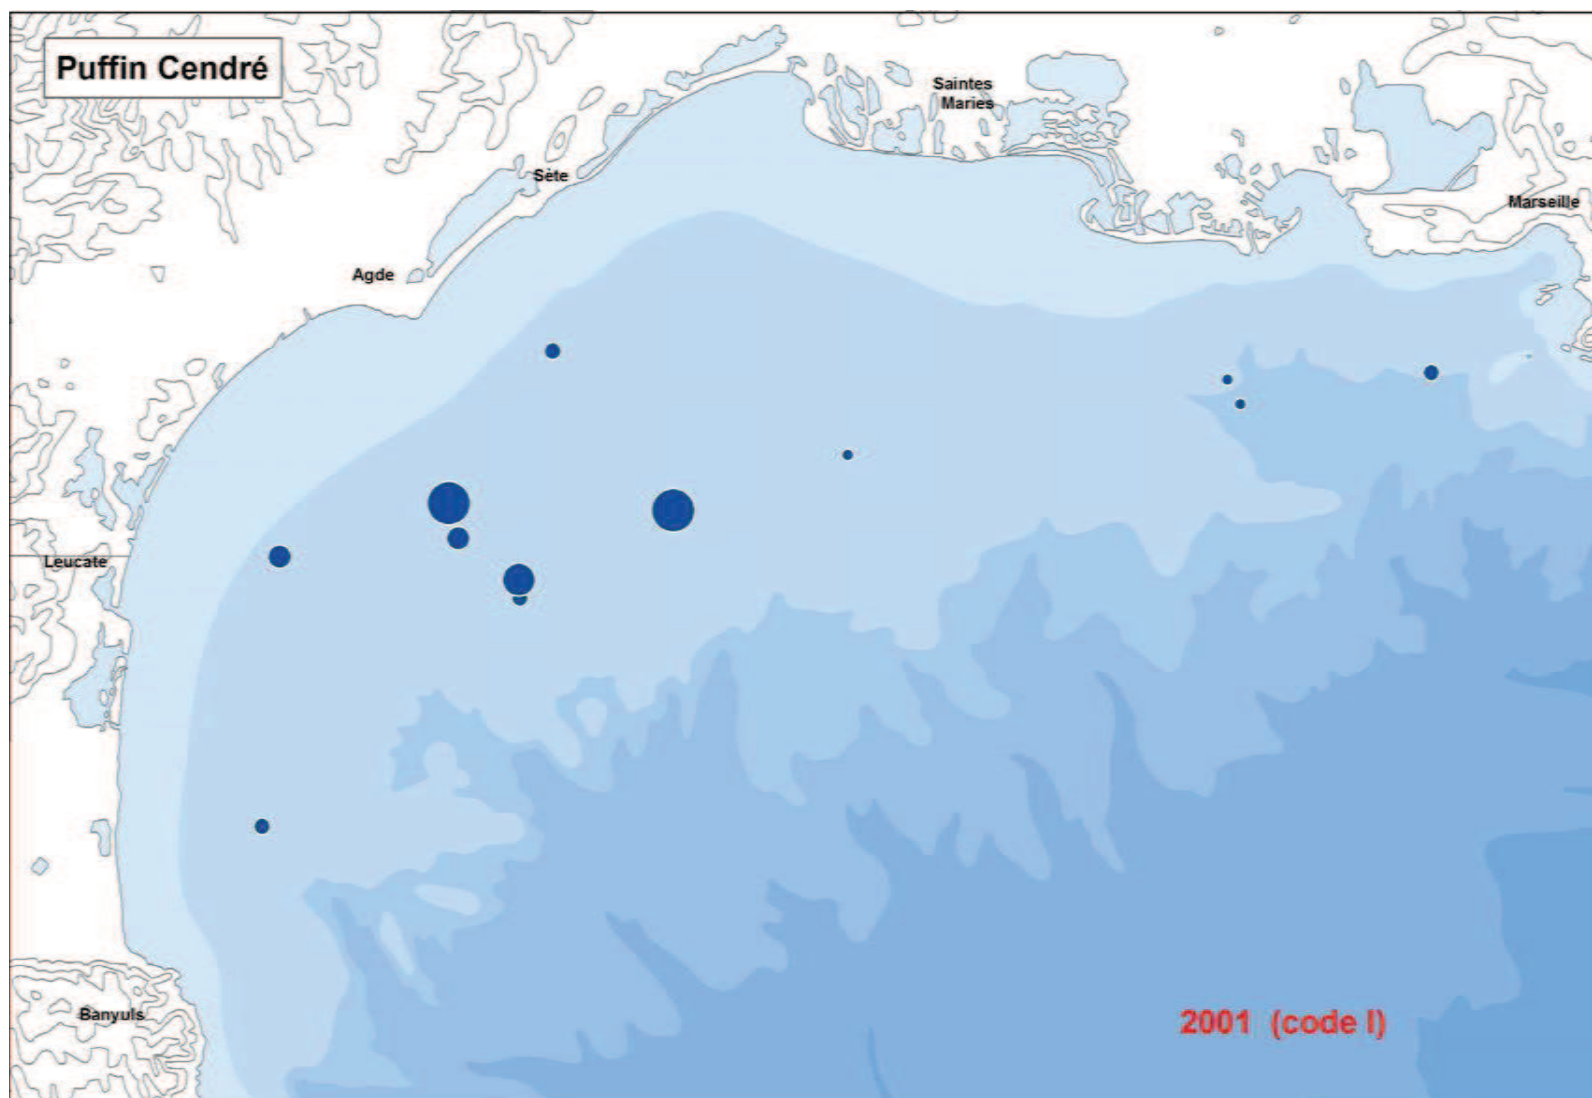 Puffin Cendré
Saintes
Maries
Sète
Marseille
Agde
Leucate
Banyuls
2001 (code I)